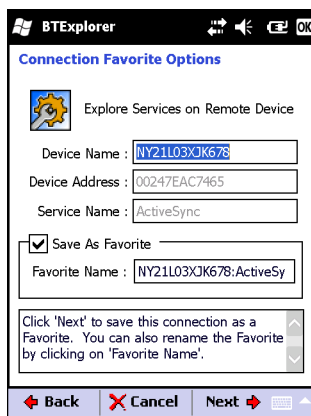 BTExplorer
OK
Connection Favorite Options
Explore Services on Remote Device
Device Name : NY21L03XJK678
Device Address : 00247EAC7465
Service Name : ActiveSync
Save As Favorite
Favorite Name : NY21L03XJK678:ActiveSy
Click 'Next' to save this connection as a
Favorite. You can also rename the Favorite
by clicking on 'Favorite Name'.
Back Cancel Next